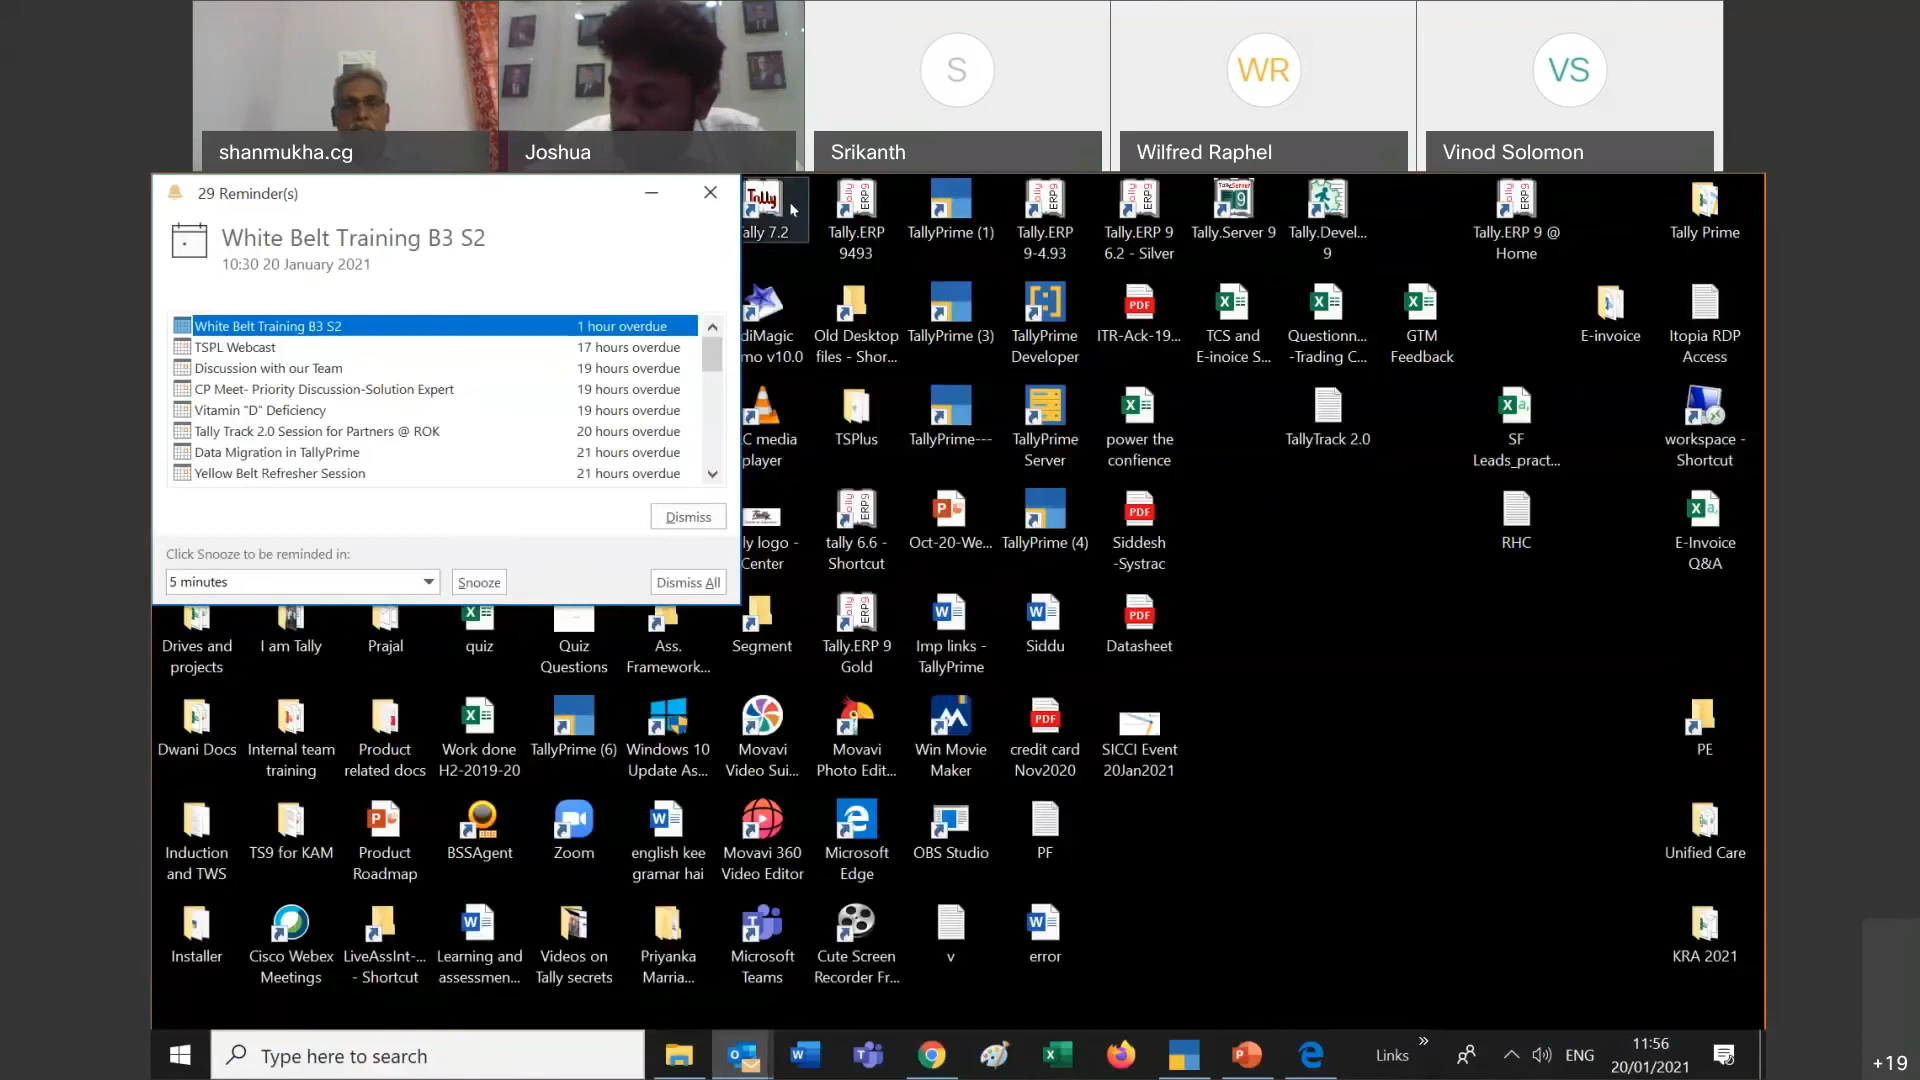 shanmukha.cg
Joshua
S
Srikanth
WR
Wilfred Raphel
VS
Vinod Solomon
29 Reminder(s)
White Belt Training B3 S2
10:30 20 January 2021
White Belt Training B3 S2 1 hour overdue
TSPL Webcast 17 hours overdue
Discussion with our Team 19 hours overdue
CP Meet- Priority Discussion-Solution Expert 19 hours overdue
Vitamin "D" Deficiency 19 hours overdue
Tally Track 2.0 Session for Partners @ ROK 20 hours overdue
Data Migration in TallyPrime 21 hours overdue
Yellow Belt Refresher Session 21 hours overdue
Dismiss
Click Snooze to be reminded in:
5 minutes
Snooze
Dismiss All
Tally 7.2
Tally.ERP
9493
TallyPrime (1)
Tally.ERP
9-4.93
Tally.ERP 9
6.2 - Silver
Tally.Server 9
Tally.Devel...
9
Tally.ERP 9 @
Home
Tally Prime
diMagic
mo v10.0
Old Desktop
files - Shor...
TallyPrime (3)
TallyPrime
Developer
ITR-Ack-19...
TCS and
E-inoice S...
Questionn...
-Trading C...
GTM
Feedback
E-invoice
Itopia RDP
Access
C media
player
TSPlus
TallyPrime---
TallyPrime
Server
power the
confience
TallyTrack 2.0
SF
Leads_pract...
workspace -
Shortcut
ly logo -
Center
tally 6.6 -
Shortcut
Oct-20-We...
TallyPrime (4)
Siddesh
-Systrac
RHC
E-Invoice
Q&A
Drives and
projects
I am Tally
Prajal
quiz
Quiz
Questions
Ass.
Framework...
Segment
Tally.ERP 9
Gold
Imp links -
TallyPrime
Siddu
Datasheet
Dwani Docs
Internal team
training
Product
related docs
Work done
H2-2019-20
TallyPrime (6)
Windows 10
Update As...
Movavi
Video Sui...
Movavi
Photo Edit...
Win Movie
Maker
credit card
Nov2020
SICCI Event
20Jan2021
PE
Induction
and TWS
TS9 for KAM
Product
Roadmap
BSSAgent
Zoom
english kee
gramar hai
Movavi 360
Video Editor
Microsoft
Edge
OBS Studio
PF
Unified Care
Installer
Cisco Webex
Meetings
LiveAssInt-...
- Shortcut
Learning and
assessmen...
Videos on
Tally secrets
Priyanka
Marria...
Microsoft
Teams
Cute Screen
Recorder Fr...
v
error
KRA 2021
Type here to search
Links
ENG
11:56
20/01/2021
+19